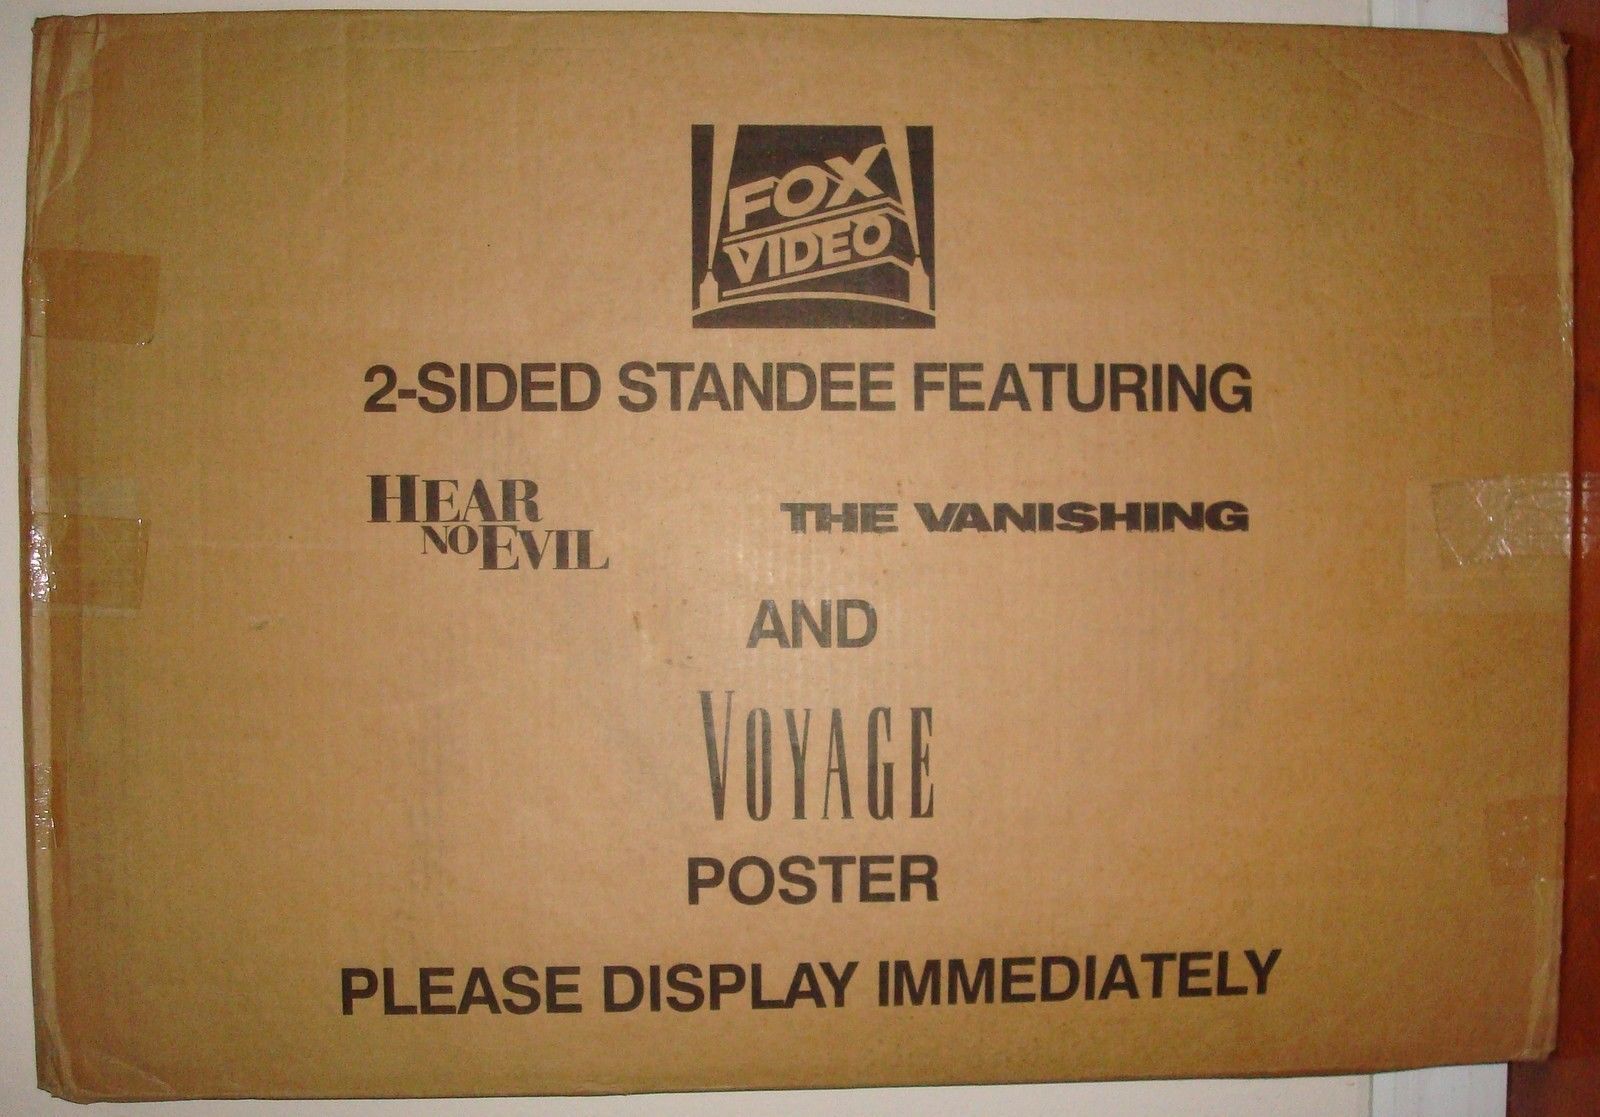 FOX
VIDEO
2-SIDED STANDEE FEATURING
HEAR
NO EVIL
THE VANISHING
AND
VOYAGE
POSTER
PLEASE DISPLAY IMMEDIATELY